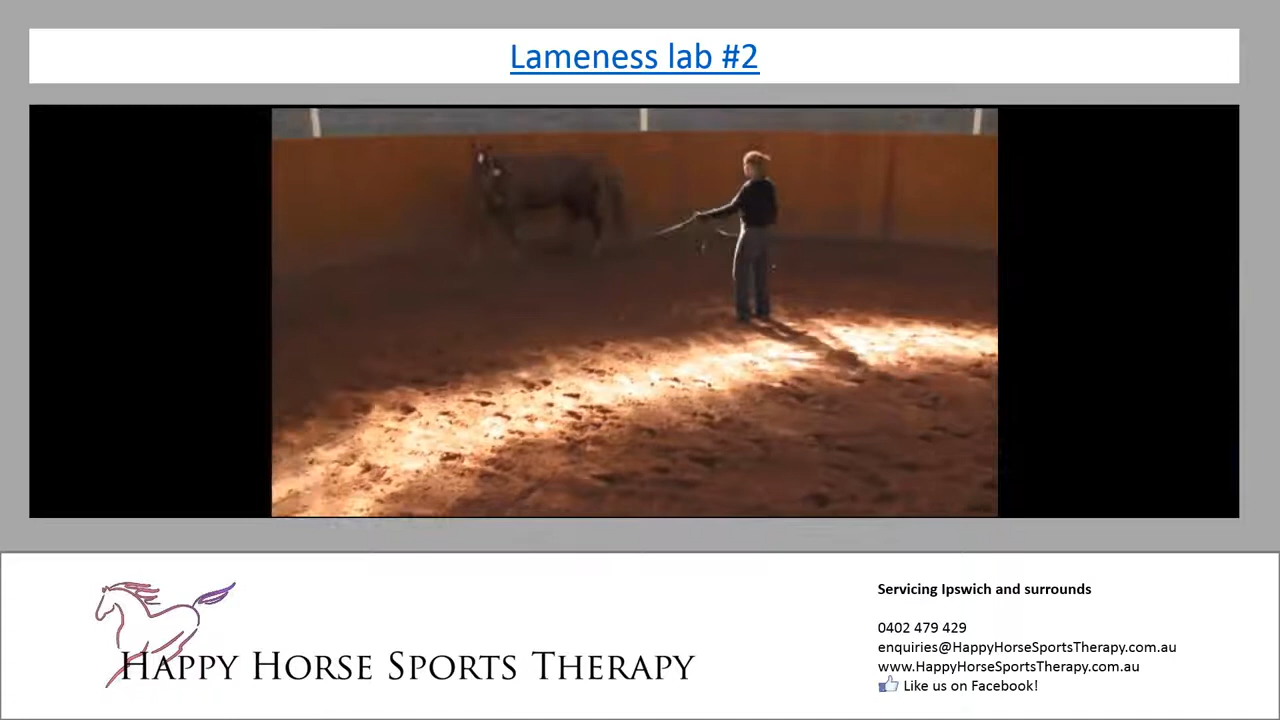 Lameness lab #2
HAPPY HORSE SPORTS THERAPY
Servicing Ipswich and surrounds
0402 479 429
enquiries@HappyHorseSportsTherapy.com.au
www.HappyHorseSportsTherapy.com.au
Like us on Facebook!